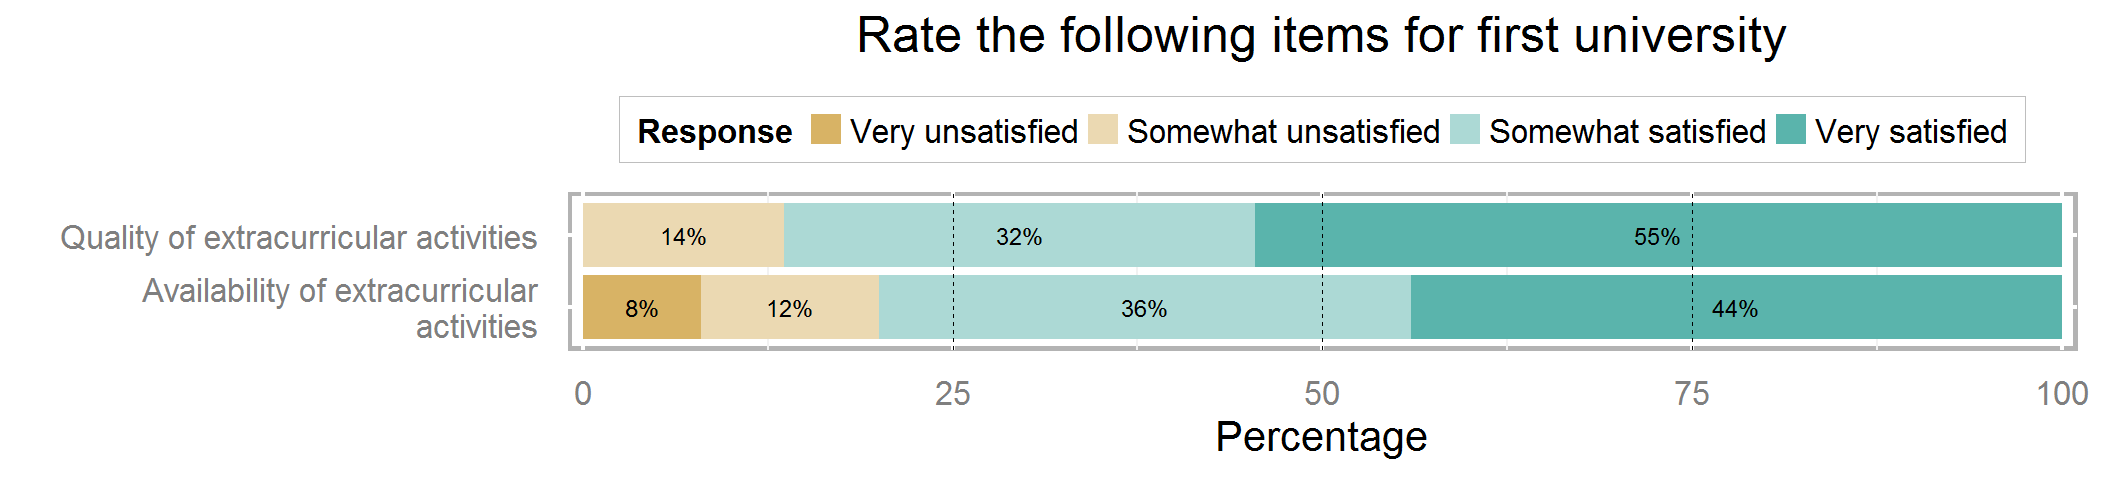 Rate the following items for first university
Response Very unsatisfied Somewhat unsatisfied Somewhat satisfied Very satisfied
Quality of extracurricular activities 14% 32% 55%
Availability of extracurricular
activities 8% 12% 36% 44%
0 25 50 75 100
Percentage